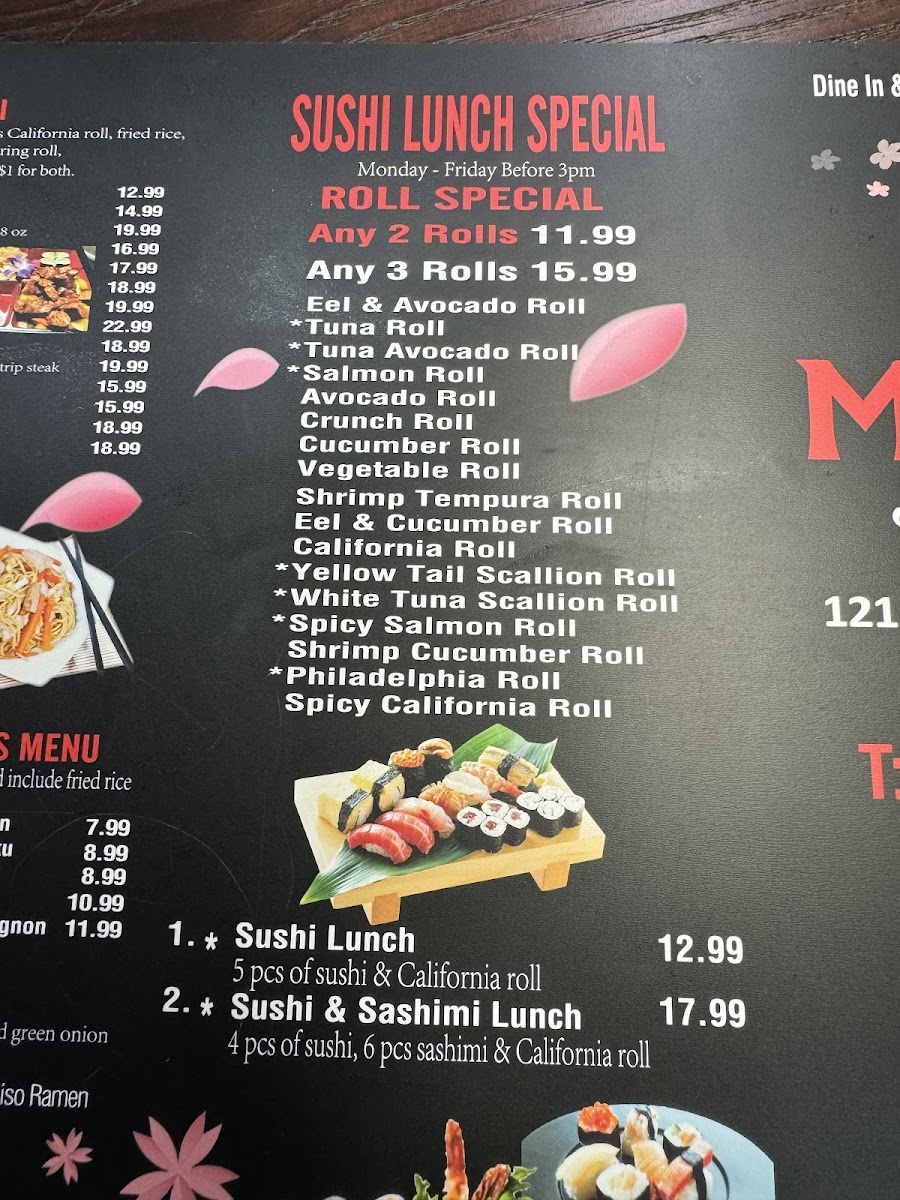 I
s California roll, fried rice,
ring roll,
$1 for both.
12.99
14.99
19.99
8 oz
16.99
17.99
18.99
19.99
22.99
18.99
trip steak 19.99
15.99
15.99
18.99
18.99
S MENU
d include fried rice
n 7.99
u 8.99
8.99
10.99
gnon 11.99
d green onion
iso Ramen
SUSHI LUNCH SPECIAL
Monday - Friday Before 3pm
ROLL SPECIAL
Any 2 Rolls 11.99
Any 3 Rolls 15.99
Eel & Avocado Roll
*Tuna Roll
*Tuna Avocado Roll
*Salmon Roll
Avocado Roll
Crunch Roll
Cucumber Roll
Vegetable Roll
Shrimp Tempura Roll
Eel & Cucumber Roll
California Roll
*Yellow Tail Scallion Roll
*White Tuna Scallion Roll
*Spicy Salmon Roll
Shrimp Cucumber Roll
*Philadelphia Roll
Spicy California Roll
1. * Sushi Lunch 12.99
5 pcs of sushi & California roll
2. * Sushi & Sashimi Lunch 17.99
4 pcs of sushi, 6 pcs sashimi & California roll
Dine In &
M
121
T: